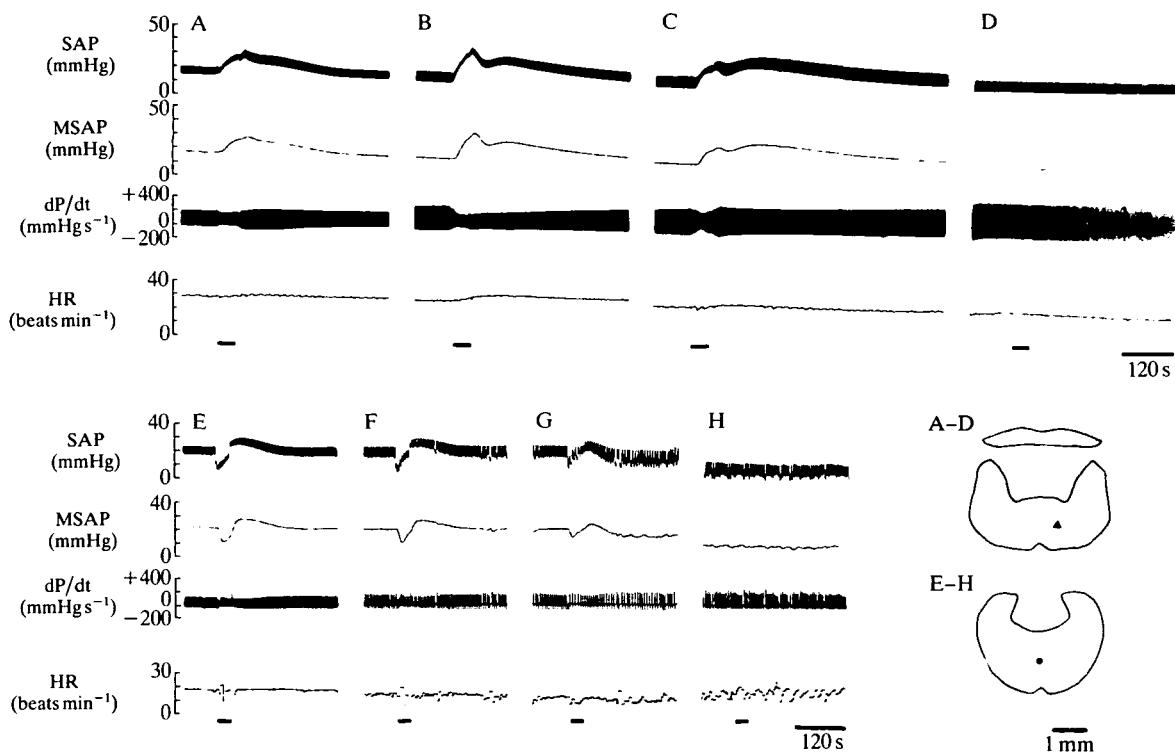 A B C D
50
SAP
(mmHg)
0
50
MSAP
(mmHg)
0
dP/dt +400
(mmHg s⁻¹) 0
−200
40
HR
(beats min⁻¹)
0
120 s
E F G H A–D
40
SAP
(mmHg)
0
40
MSAP
(mmHg)
0
dP/dt +400
(mmHg s⁻¹) 0
−200
E–H
30
HR
(beats min⁻¹)
0
120 s
1 mm